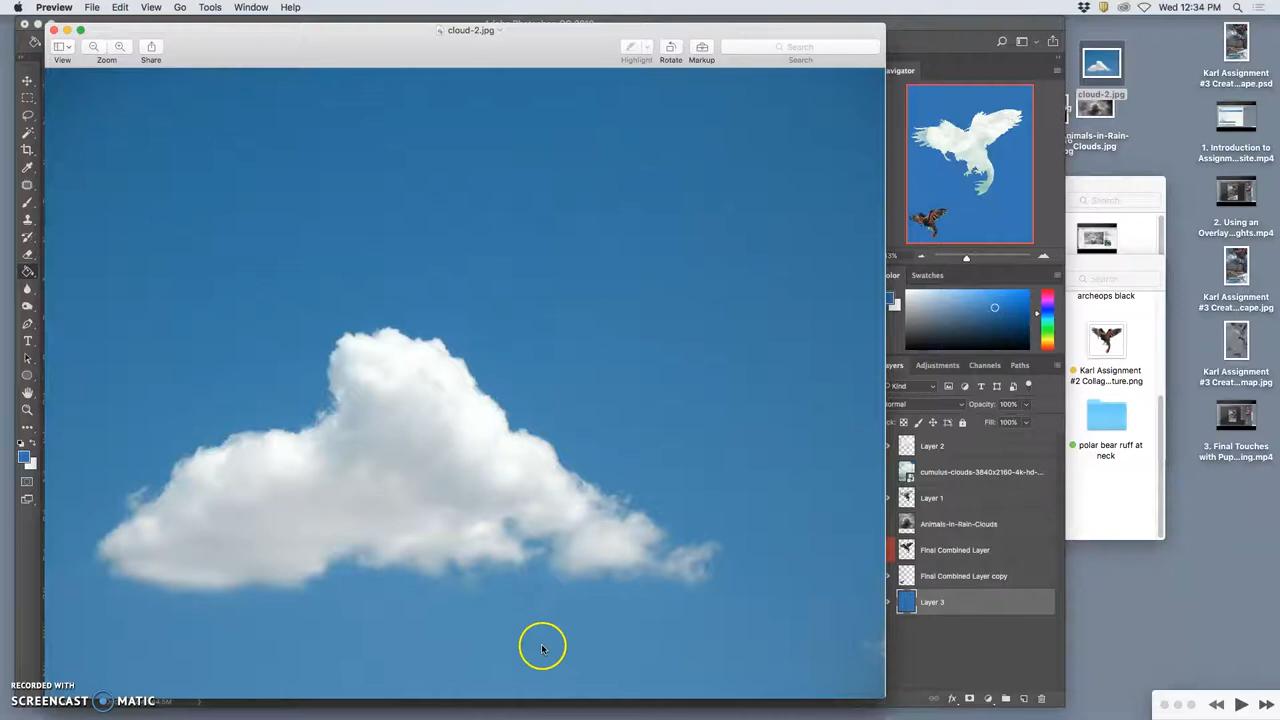 Preview File Edit View Go Tools Window Help
Wed 12:34 PM
cloud-2.jpg
View Zoom Share
Highlight Rotate Markup Search
Search
avigator
Swatches
Adjustments Channels Paths
Kind
Opacity: 100%
Fill: 100%
Layer 2
cumulus-clouds-3840x2160-4k-hd-...
Layer 1
Animals-in-Rain-Clouds
Final Combined Layer
Final Combined Layer copy
Layer 3
cloud-2.jpg
nimals-in-Rain-
Clouds.jpg
Search
Search
archeops black
Karl Assignment
#2 Collag...ture.png
polar bear ruff at
neck
Karl Assignment
#3 Creat...ape.psd
1. Introduction to
Assignm...site.mp4
2. Using an
Overlay...ghts.mp4
Karl Assignment
#3 Creat...cape.jpg
Karl Assignment
#3 Creat...map.jpg
3. Final Touches
with Pup...ing.mp4
RECORDED WITH
SCREENCAST MATIC